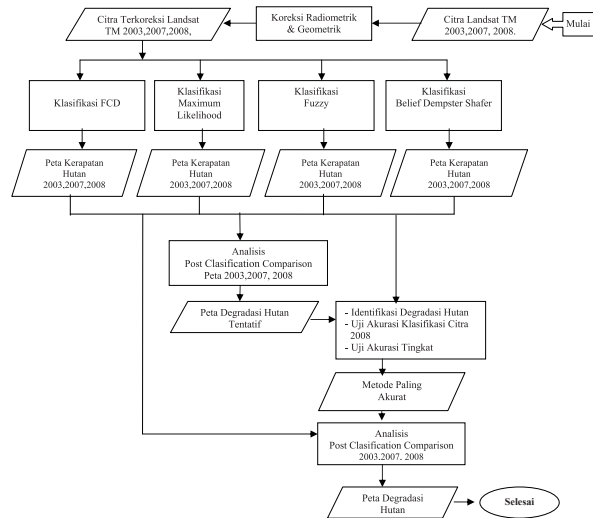 Citra Terkoreksi Landsat
TM 2003,2007,2008,
Koreksi Radiometrik
& Geometrik
Citra Landsat TM
2003,2007, 2008.
Mulai
Klasifikasi FCD
Klasifikasi
Maximum
Likelihood
Klasifikasi
Fuzzy
Klasifikasi
Belief Dempster Shafer
Peta Kerapatan
Hutan
2003,2007,2008
Peta Kerapatan
Hutan
2003,2007,2008
Peta Kerapatan
Hutan
2003,2007,2008
Peta Kerapatan
Hutan
2003,2007,2008
Analisis
Post Clasification Comparison
Peta 2003,2007, 2008
Peta Degradasi Hutan
Tentatif
- Identifikasi Degradasi Hutan
- Uji Akurasi Klasifikasi Citra
2008
- Uji Akurasi Tingkat
Metode Paling
Akurat
Analisis
Post Clasification Comparison
2003,2007, 2008
Peta Degradasi
Hutan
Selesai